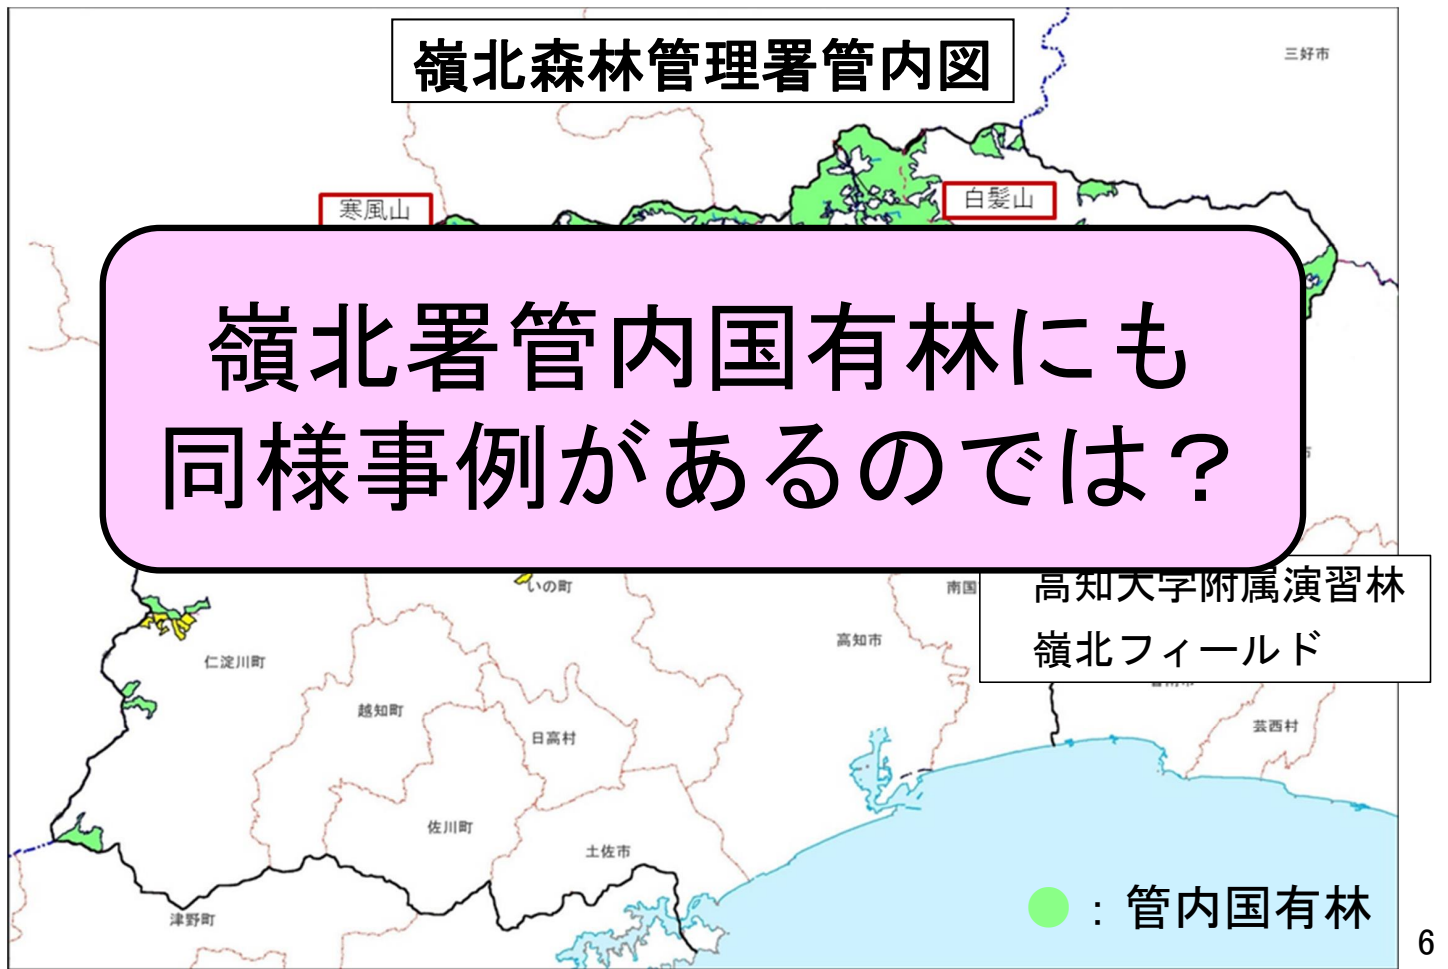 嶺北森林管理署管内図
三好市
寒風山
白髪山
嶺北署管内国有林にも
同様事例があるのでは？
いの町
南国
高知大学附属演習林
嶺北フィールド
高知市
仁淀川町
越知町
日高村
芸西村
佐川町
土佐市
津野町
：管内国有林
6